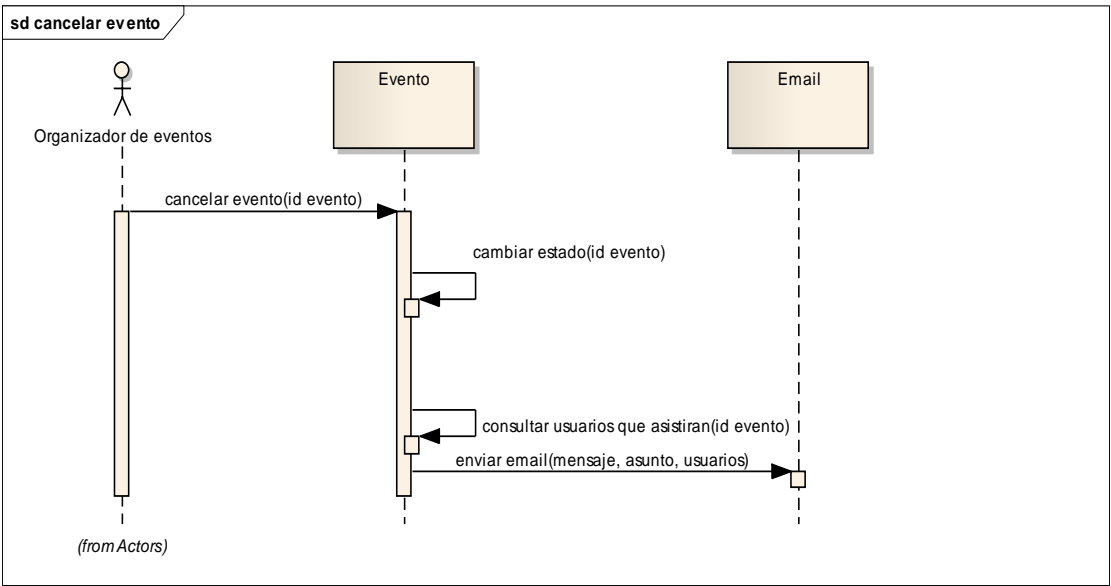 sd cancelar evento
Organizador de eventos
Evento
Email
cancelar evento(id evento)
cambiar estado(id evento)
consultar usuarios que asistiran(id evento)
enviar email(mensaje, asunto, usuarios)
(from Actors)